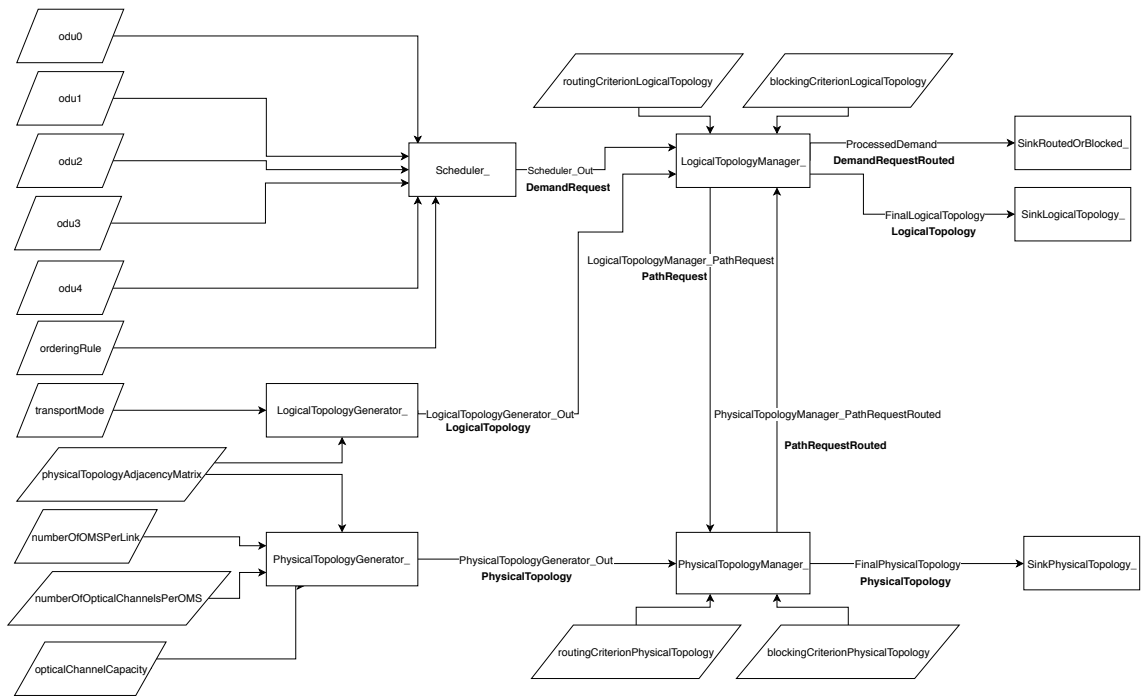 odu0
odu1
odu2
odu3
odu4
orderingRule
transportMode
physicalTopologyAdjacencyMatrix
numberOfOMSPerLink
numberOfOpticalChannelsPerOMS
opticalChannelCapacity
Scheduler_
Scheduler_Out
DemandRequest
LogicalTopologyGenerator_
LogicalTopologyGenerator_Out
LogicalTopology
PhysicalTopologyGenerator_
PhysicalTopologyGenerator_Out
PhysicalTopology
routingCriterionLogicalTopology
blockingCriterionLogicalTopology
LogicalTopologyManager_
ProcessedDemand
DemandRequestRouted
SinkRoutedOrBlocked_
FinalLogicalTopology
LogicalTopology
SinkLogicalTopology_
LogicalTopologyManager_PathRequest
PathRequest
PhysicalTopologyManager_PathRequestRouted
PathRequestRouted
PhysicalTopologyManager_
FinalPhysicalTopology
PhysicalTopology
SinkPhysicalTopology_
routingCriterionPhysicalTopology
blockingCriterionPhysicalTopology